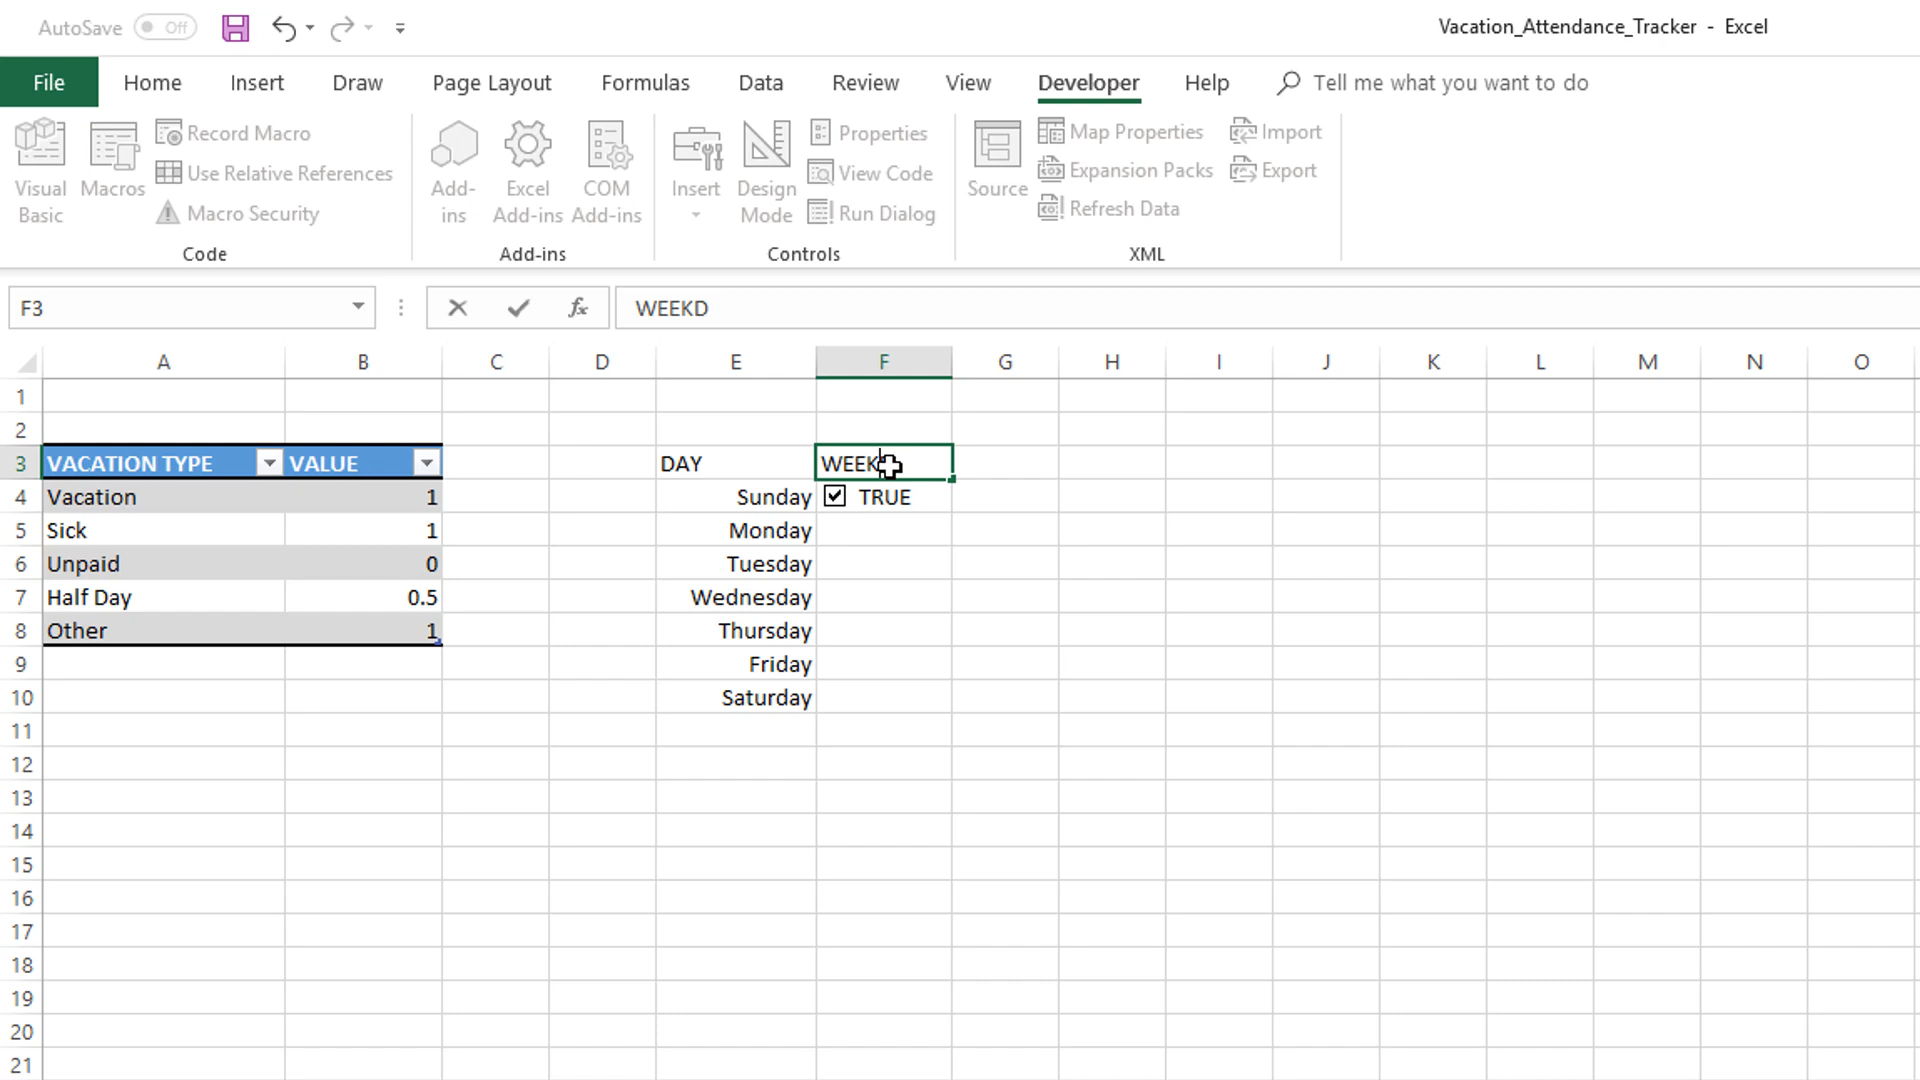 AutoSave Off Vacation_Attendance_Tracker - Excel
File Home Insert Draw Page Layout Formulas Data Review View Developer Help Tell me what you want to do
Visual Basic
Macros
Record Macro
Use Relative References
Macro Security
Code
Add-ins
Excel Add-ins
COM Add-ins
Add-ins
Insert
Design Mode
Properties
View Code
Run Dialog
Controls
Source
Map Properties
Expansion Packs
Refresh Data
Import
Export
XML
F3 fx WEEKD
A B C D E F G H I J K L M N O
1
2
3 VACATION TYPE VALUE DAY WEEK
4 Vacation 1 Sunday TRUE
5 Sick 1 Monday
6 Unpaid 0 Tuesday
7 Half Day 0.5 Wednesday
8 Other 1 Thursday
9 Friday
10 Saturday
11
12
13
14
15
16
17
18
19
20
21